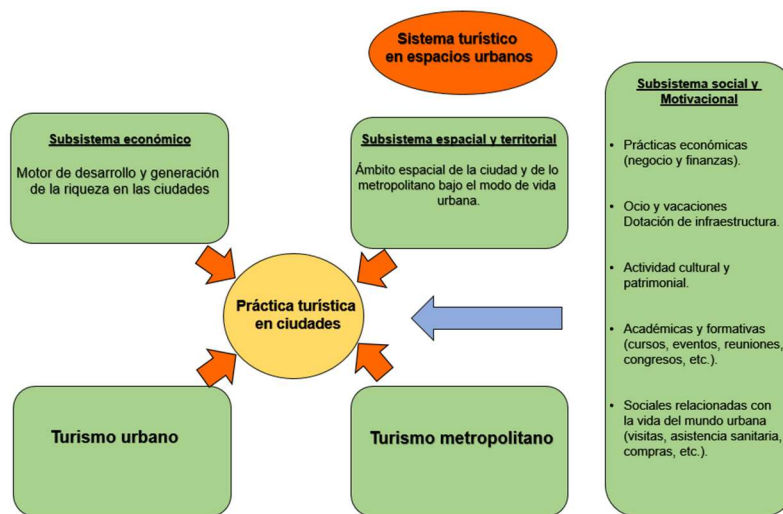 Sistema turístico
en espacios urbanos
Subsistema económico
Motor de desarrollo y generación
de la riqueza en las ciudades
Subsistema espacial y territorial
Ámbito espacial de la ciudad y de lo
metropolitano bajo el modo de vida
urbana.
Subsistema social y
Motivacional
• Prácticas económicas
(negocio y finanzas).
• Ocio y vacaciones
Dotación de infraestructura.
• Actividad cultural y
patrimonial.
• Académicas y formativas
(cursos, eventos, reuniones,
congresos, etc.).
• Sociales relacionadas con
la vida del mundo urbana
(visitas, asistencia sanitaria,
compras, etc.).
Práctica turística
en ciudades
Turismo urbano
Turismo metropolitano